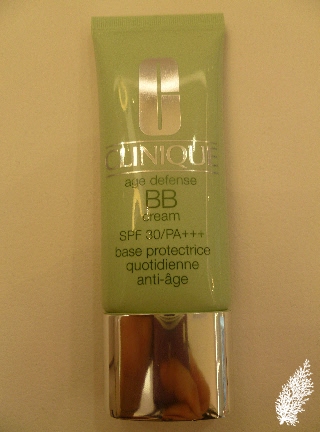 C
CLINIQUE
age defense
BB
cream
SPF 30/PA+++
base protectrice
quotidienne
anti-âge